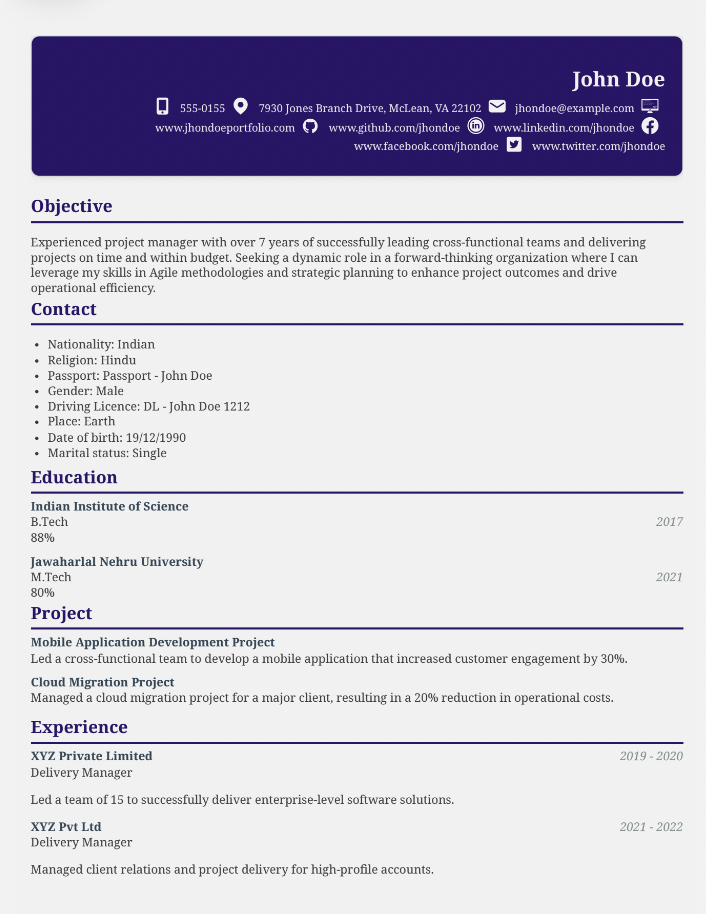 John Doe
555-0155 7930 Jones Branch Drive, McLean, VA 22102 jhondoe@example.com
www.jhondoeportfolio.com www.github.com/jhondoe www.linkedin.com/jhondoe
www.facebook.com/jhondoe www.twitter.com/jhondoe
Objective
Experienced project manager with over 7 years of successfully leading cross-functional teams and delivering
projects on time and within budget. Seeking a dynamic role in a forward-thinking organization where I can
leverage my skills in Agile methodologies and strategic planning to enhance project outcomes and drive
operational efficiency.
Contact
• Nationality: Indian
• Religion: Hindu
• Passport: Passport - John Doe
• Gender: Male
• Driving Licence: DL - John Doe 1212
• Place: Earth
• Date of birth: 19/12/1990
• Marital status: Single
Education
Indian Institute of Science
B.Tech 2017
88%
Jawaharlal Nehru University
M.Tech 2021
80%
Project
Mobile Application Development Project
Led a cross-functional team to develop a mobile application that increased customer engagement by 30%.
Cloud Migration Project
Managed a cloud migration project for a major client, resulting in a 20% reduction in operational costs.
Experience
XYZ Private Limited 2019 - 2020
Delivery Manager
Led a team of 15 to successfully deliver enterprise-level software solutions.
XYZ Pvt Ltd 2021 - 2022
Delivery Manager
Managed client relations and project delivery for high-profile accounts.